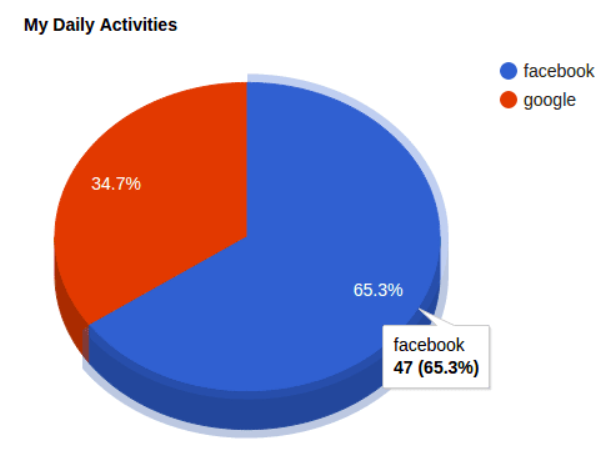 My Daily Activities
facebook
google
34.7%
65.3%
facebook
47 (65.3%)